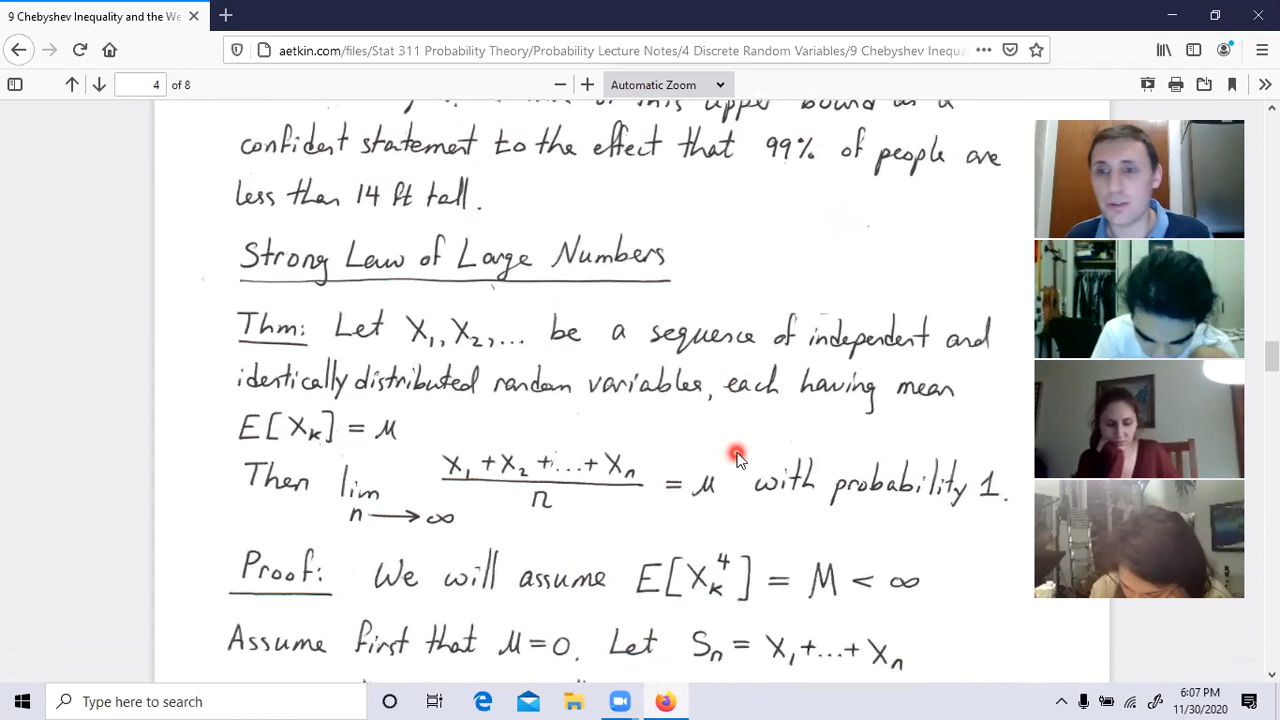 9 Chebyshev Inequality and the We
aetkin.com/files/Stat 311 Probability Theory/Probability Lecture Notes/4 Discrete Random Variables/9 Chebyshev Inequa
4 of 8
Automatic Zoom
this upper bound as a
confident statement to the effect that 99% of people are
less than 14 ft tall.
Strong Law of Large Numbers
Thm: Let X₁, X₂, ... be a sequence of independent and
identically distributed random variables, each having mean
E[Xₖ] = μ
Then lim n→∞ (X₁ + X₂ + ... + Xₙ)/n = μ with probability 1.
Proof: We will assume E[Xₖ⁴] = M < ∞
Assume first that μ=0. Let Sₙ = X₁+...+Xₙ
Type here to search
6:07 PM
11/30/2020